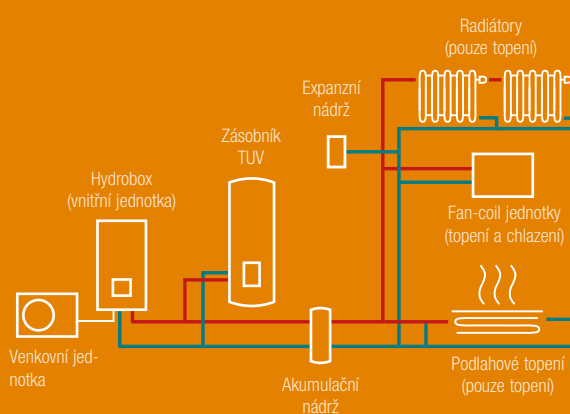 Radiátory
(pouze topení)
Expanzní
nádrž
Zásobník
TUV
Hydrobox
(vnitřní jednotka)
Fan-coil jednotky
(topení a chlazení)
Venkovní jed-
notka
Akumulační
nádrž
Podlahové topení
(pouze topení)